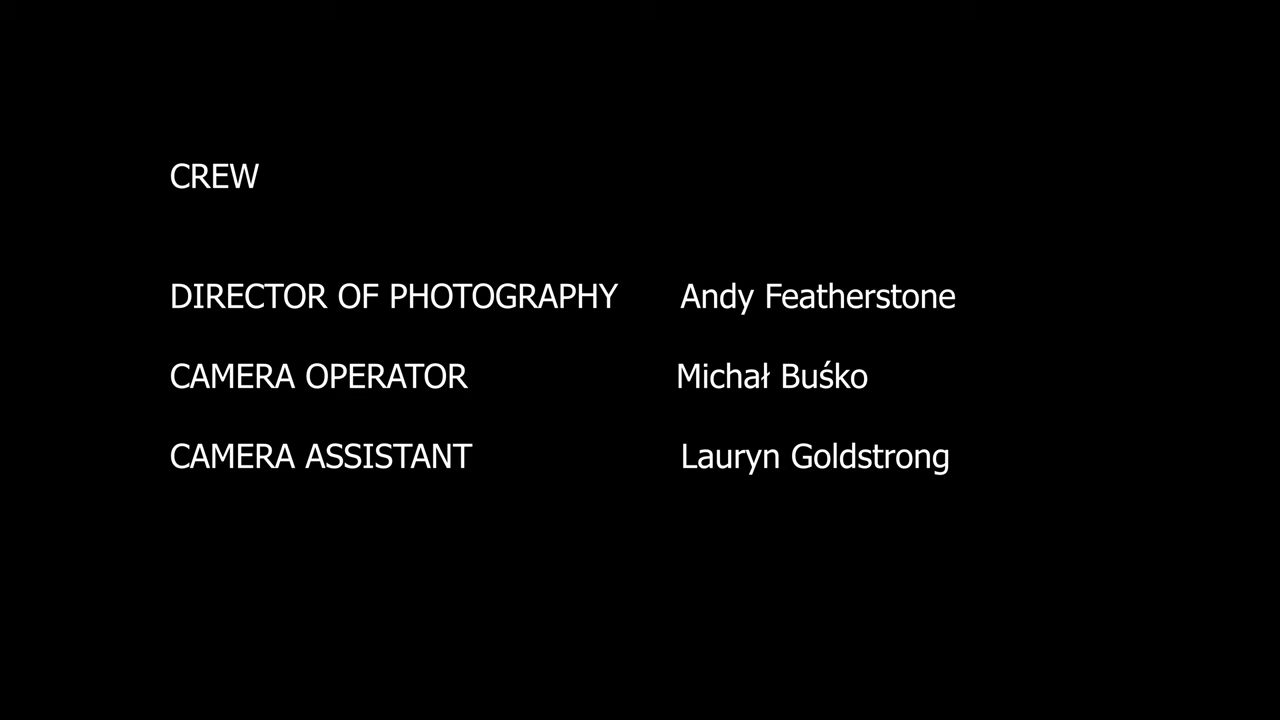 CREW
DIRECTOR OF PHOTOGRAPHY Andy Featherstone
CAMERA OPERATOR Michał Buśko
CAMERA ASSISTANT Lauryn Goldstrong